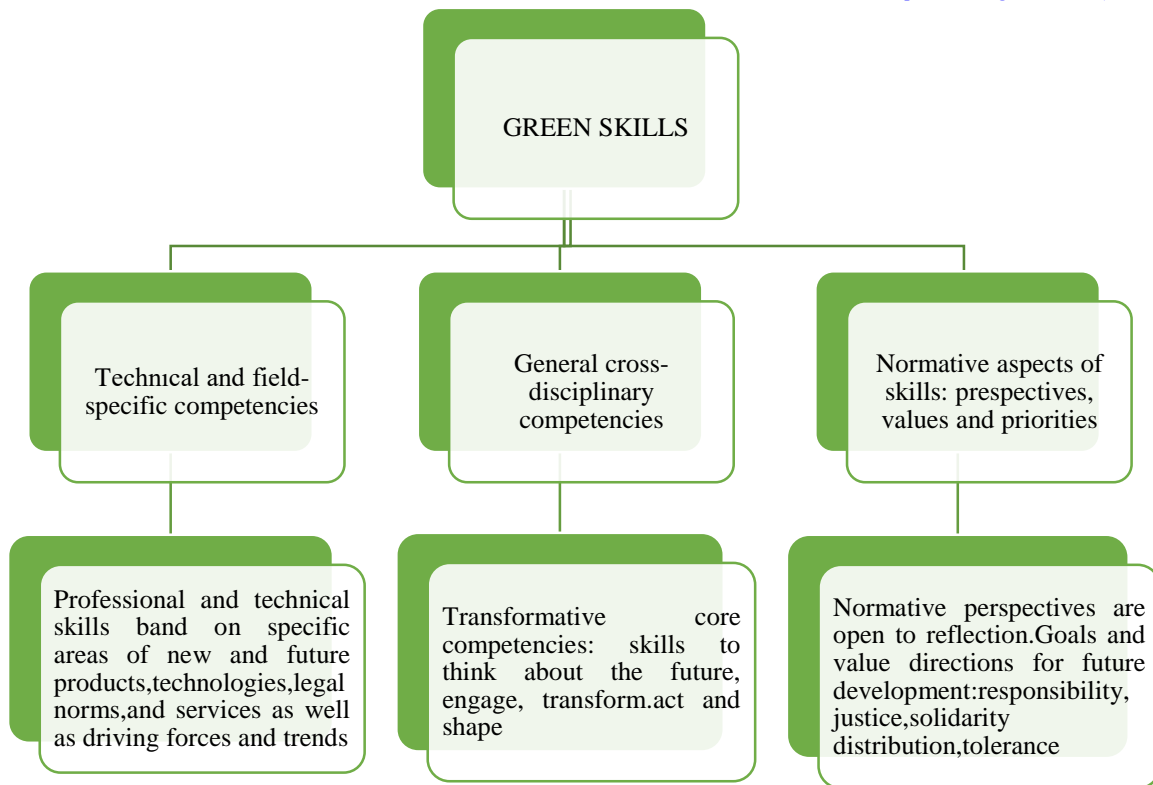 GREEN SKILLS
Technıcal and field-
specific competencies
General cross-
disciplinary
competencies
Normative aspects of
skills: prespectives,
values and priorities
Professional and technical
skills band on specific
areas of new and future
products,technologies,legal
norms,and services as well
as driving forces and trends
Transformative core
competencies: skills to
think about the future,
engage, transform.act and
shape
Normative perspectives are
open to reflection.Goals and
value directions for future
development:responsibility,
justice,solidarity
distribution,tolerance